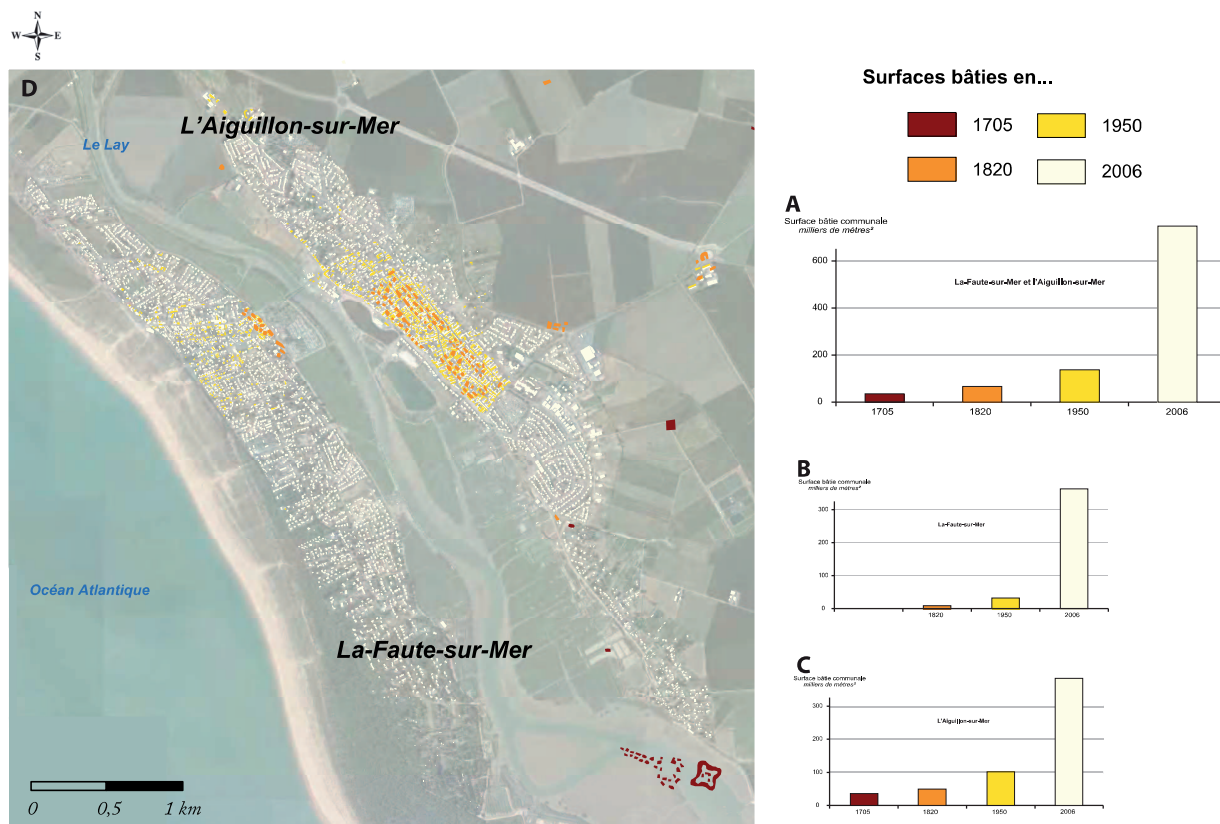 N
W E
S
D
L'Aiguillon-sur-Mer
Le Lay
Océan Atlantique
La-Faute-sur-Mer
0 0,5 1 km
Surfaces bâties en...
1705 1950
1820 2006
A
Surface bâtie communale
milliers de mètres²
600
La-Faute-sur-Mer et l'Aiguillon-sur-Mer
400
200
0
1705 1820 1950 2006
B
Surface bâtie communale
milliers de mètres²
300
La-Faute-sur-Mer
200
100
0
1820 1950 2006
C
Surface bâtie communale
milliers de mètres²
300
L'Aiguillon-sur-Mer
200
100
0
1705 1820 1950 2006